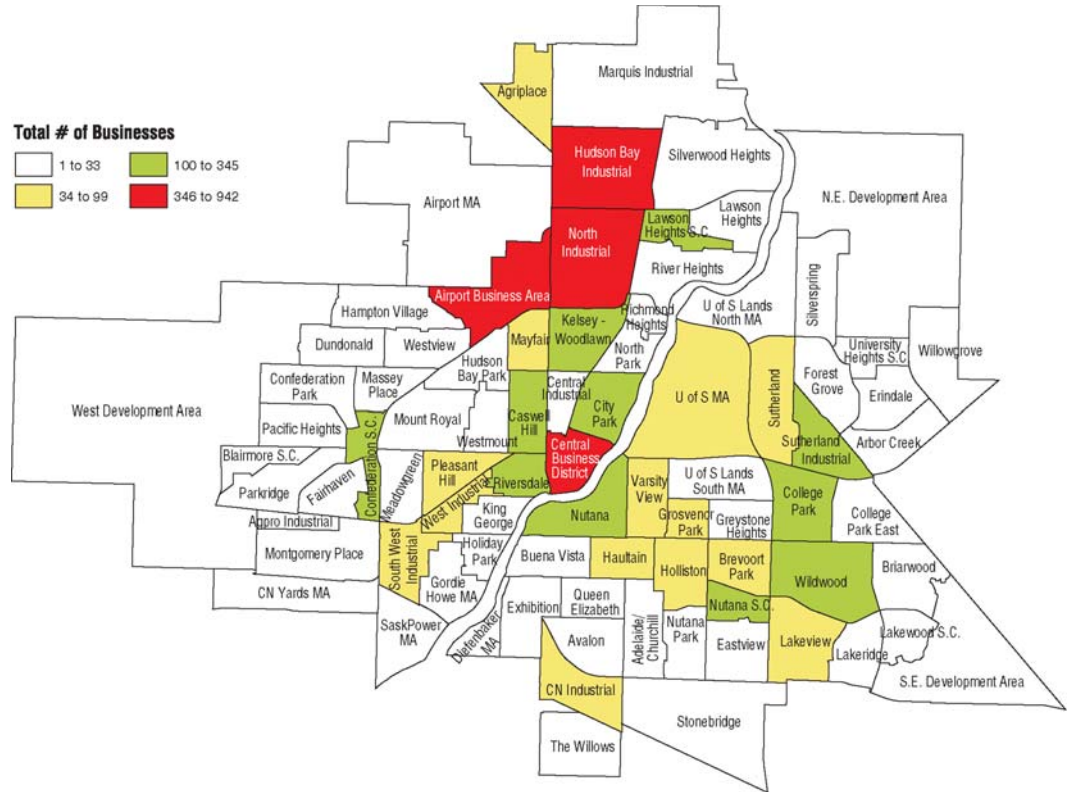 Marquis Industrial
Agriplace
Total # of Businesses
1 to 33
100 to 345
34 to 99
346 to 942
Hudson Bay
Industrial
Silverwood Heights
Airport MA
N.E. Development Area
Lawson
Heights
Lawson
Heights S.C.
North
Industrial
River Heights
Airport Business Area
Hampton Village
Richmond
Heights
U of S Lands
North MA
Silverspring
Kelsey -
Woodlawn
Mayfair
Dundonald
Westview
Hudson
Bay Park
North
Park
University
Heights S.C.
Willowgrove
Confederation
Park
Massey
Place
Central
Industrial
Forest
Grove
Erindale
West Development Area
Mount Royal
Caswell
Hill
City
Park
U of S MA
Sutherland
Pacific Heights
Westmount
Central
Business
District
Sutherland
Industrial
Arbor Creek
Blairmore S.C.
Confederation S.C.
Meadowgreen
Pleasant
Hill
Riversdale
Varsity
View
U of S Lands
South MA
College
Park
Parkridge
Fairhaven
West Industrial
King
George
Nutana
Grosvenor
Park
Greystone
Heights
College
Park East
Agpro Industrial
Montgomery Place
South West
Industrial
Holiday
Park
Buena Vista
Haultain
Holliston
Brevoort
Park
Wildwood
Briarwood
CN Yards MA
Gordie
Howe MA
Exhibition
Queen
Elizabeth
Nutana S.C.
SaskPower
MA
Diefenbaker
MA
Avalon
Adelaide/
Churchill
Nutana
Park
Eastview
Lakeview
Lakeridge
Lakewood S.C.
CN Industrial
S.E. Development Area
Stonebridge
The Willows